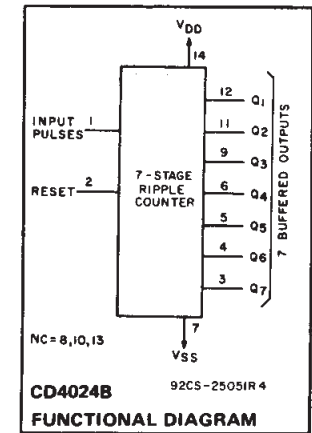 VDD
14
INPUT
PULSES 1
RESET 2
7-STAGE
RIPPLE
COUNTER
12 Q1
11 Q2
9 Q3
6 Q4
5 Q5
4 Q6
3 Q7
7 BUFFERED OUTPUTS
7
VSS
NC=8,10,13
92CS-25051R4
CD4024B
FUNCTIONAL DIAGRAM